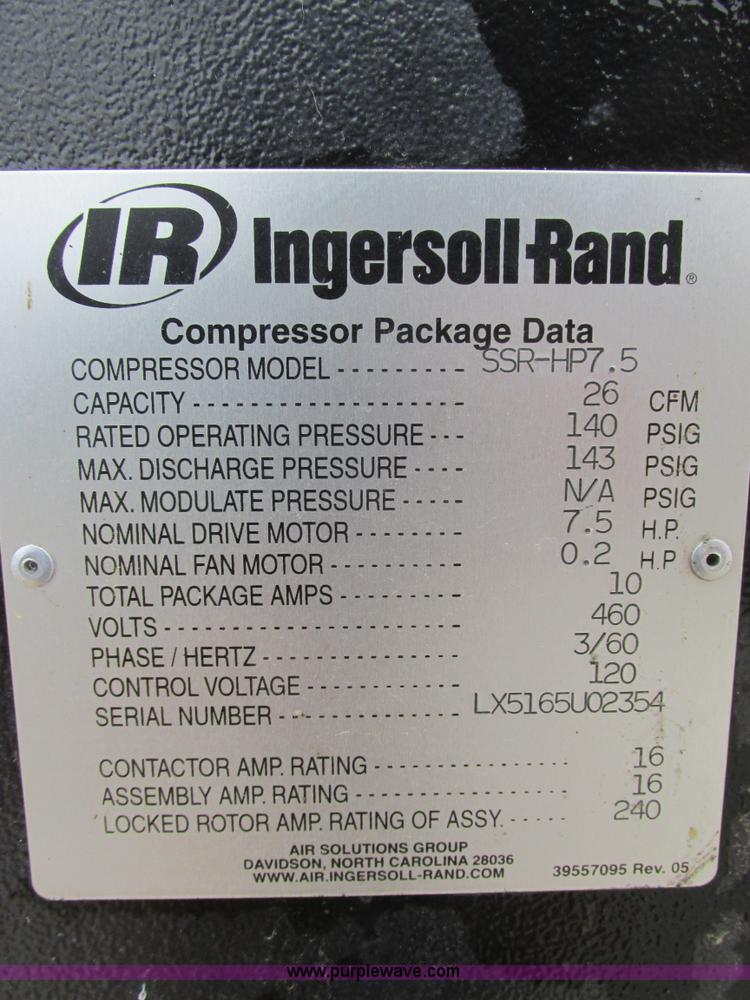 IR Ingersoll-Rand®
Compressor Package Data
COMPRESSOR MODEL --------- SSR-HP7.5
CAPACITY ------------------- 26 CFM
RATED OPERATING PRESSURE --- 140 PSIG
MAX. DISCHARGE PRESSURE ---- 143 PSIG
MAX. MODULATE PRESSURE ----- N/A PSIG
NOMINAL DRIVE MOTOR -------- 7.5 H.P.
NOMINAL FAN MOTOR ---------- 0.2 H.P
TOTAL PACKAGE AMPS --------- 10
VOLTS ---------------------- 460
PHASE / HERTZ --------------- 3/60
CONTROL VOLTAGE ------------ 120
SERIAL NUMBER -------------- LX5165U02354
CONTACTOR AMP. RATING ---------------- 16
ASSEMBLY AMP. RATING ----------------- 16
LOCKED ROTOR AMP. RATING OF ASSY. ----- 240
AIR SOLUTIONS GROUP
DAVIDSON, NORTH CAROLINA 28036
WWW.AIR.INGERSOLL-RAND.COM
39557095 Rev. 05
www.purplewave.com